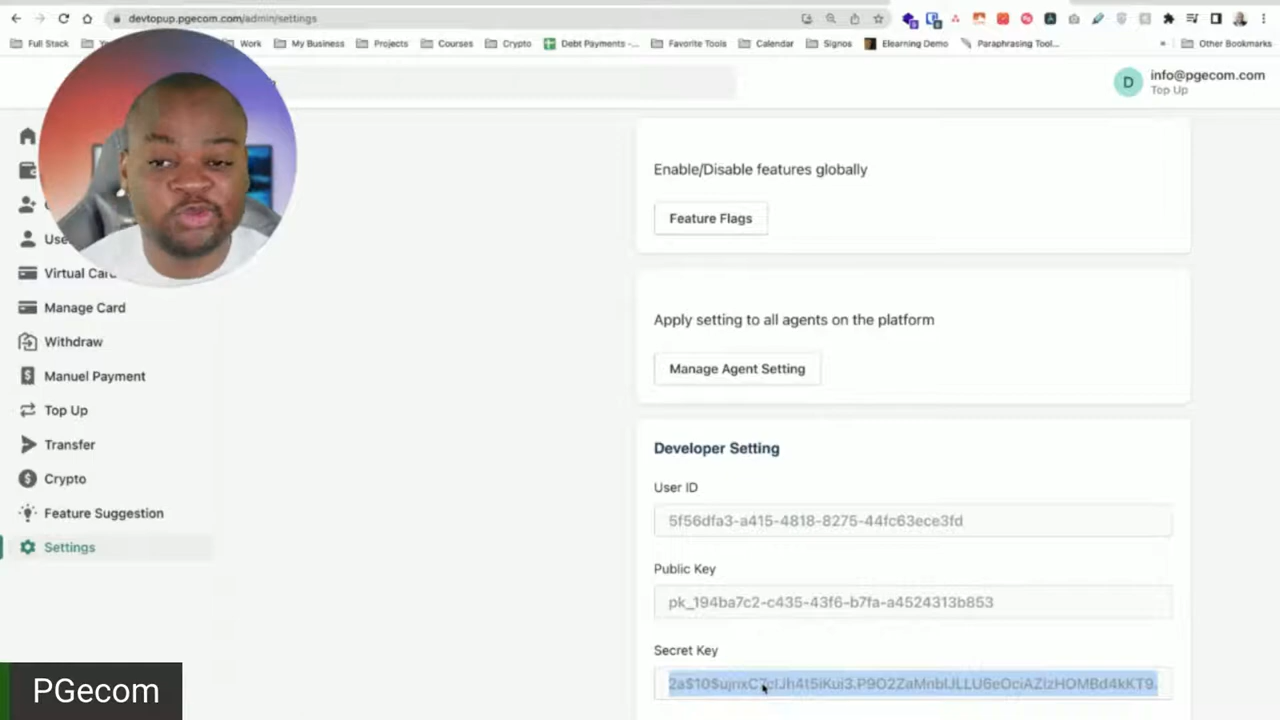 devtopup.pgecom.com/admin/settings
Full Stack
Work
My Business
Projects
Courses
Crypto
Debt Payments -...
Favorite Tools
Calendar
Signos
Elearning Demo
Paraphrasing Tool...
»
Other Bookmarks
D
info@pgecom.com
Top Up
Enable/Disable features globally
Feature Flags
Virtual Car
Manage Card
Withdraw
Manuel Payment
Top Up
Transfer
Crypto
Feature Suggestion
Settings
Apply setting to all agents on the platform
Manage Agent Setting
Developer Setting
User ID
5f56dfa3-a415-4818-8275-44fc63ece3fd
Public Key
pk_194ba7c2-c435-43f6-b7fa-a4524313b853
Secret Key
PGecom